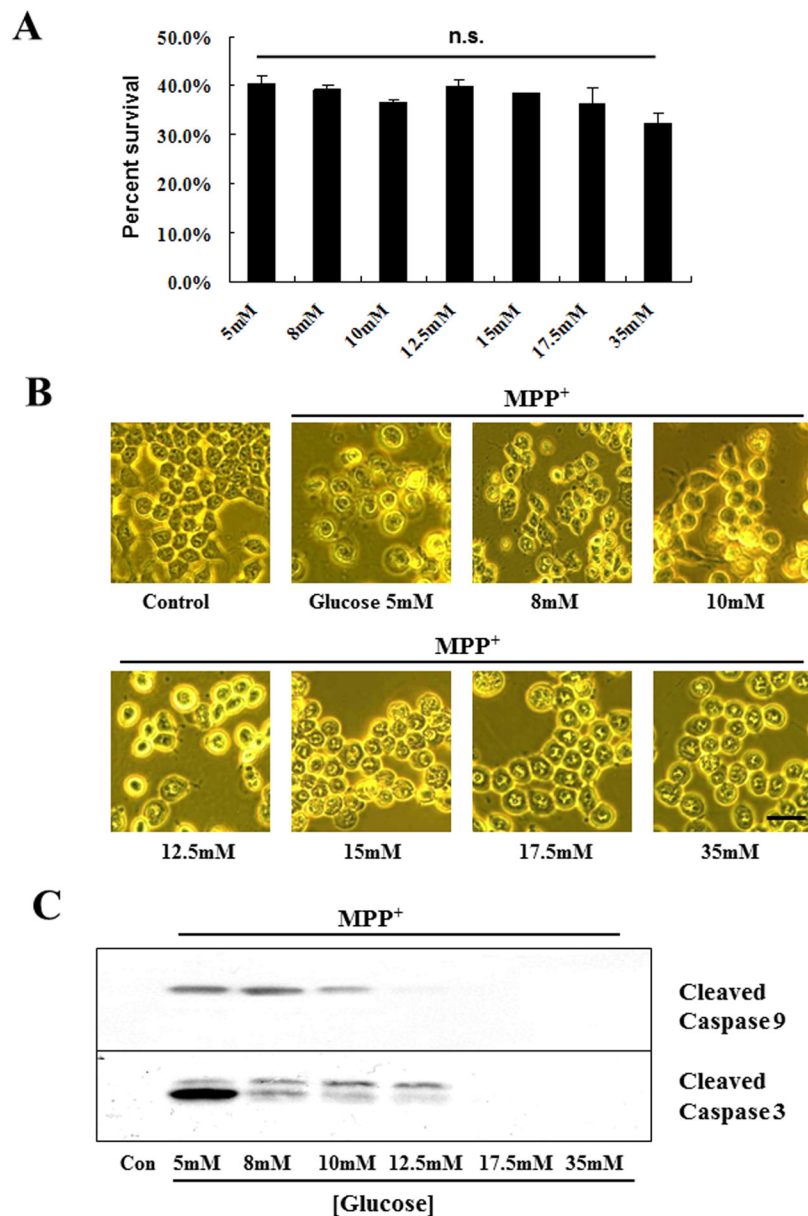 A
50.0%
n.s.
40.0%
30.0%
20.0%
10.0%
0.0%
Percent survival
5mM
8mM
10mM
12.5mM
15mM
17.5mM
35mM
B
MPP+
Control
Glucose 5mM
8mM
10mM
MPP+
12.5mM
15mM
17.5mM
35mM
C
MPP+
Cleaved
Caspase 9
Cleaved
Caspase 3
Con 5mM 8mM 10mM 12.5mM 17.5mM 35mM
[Glucose]